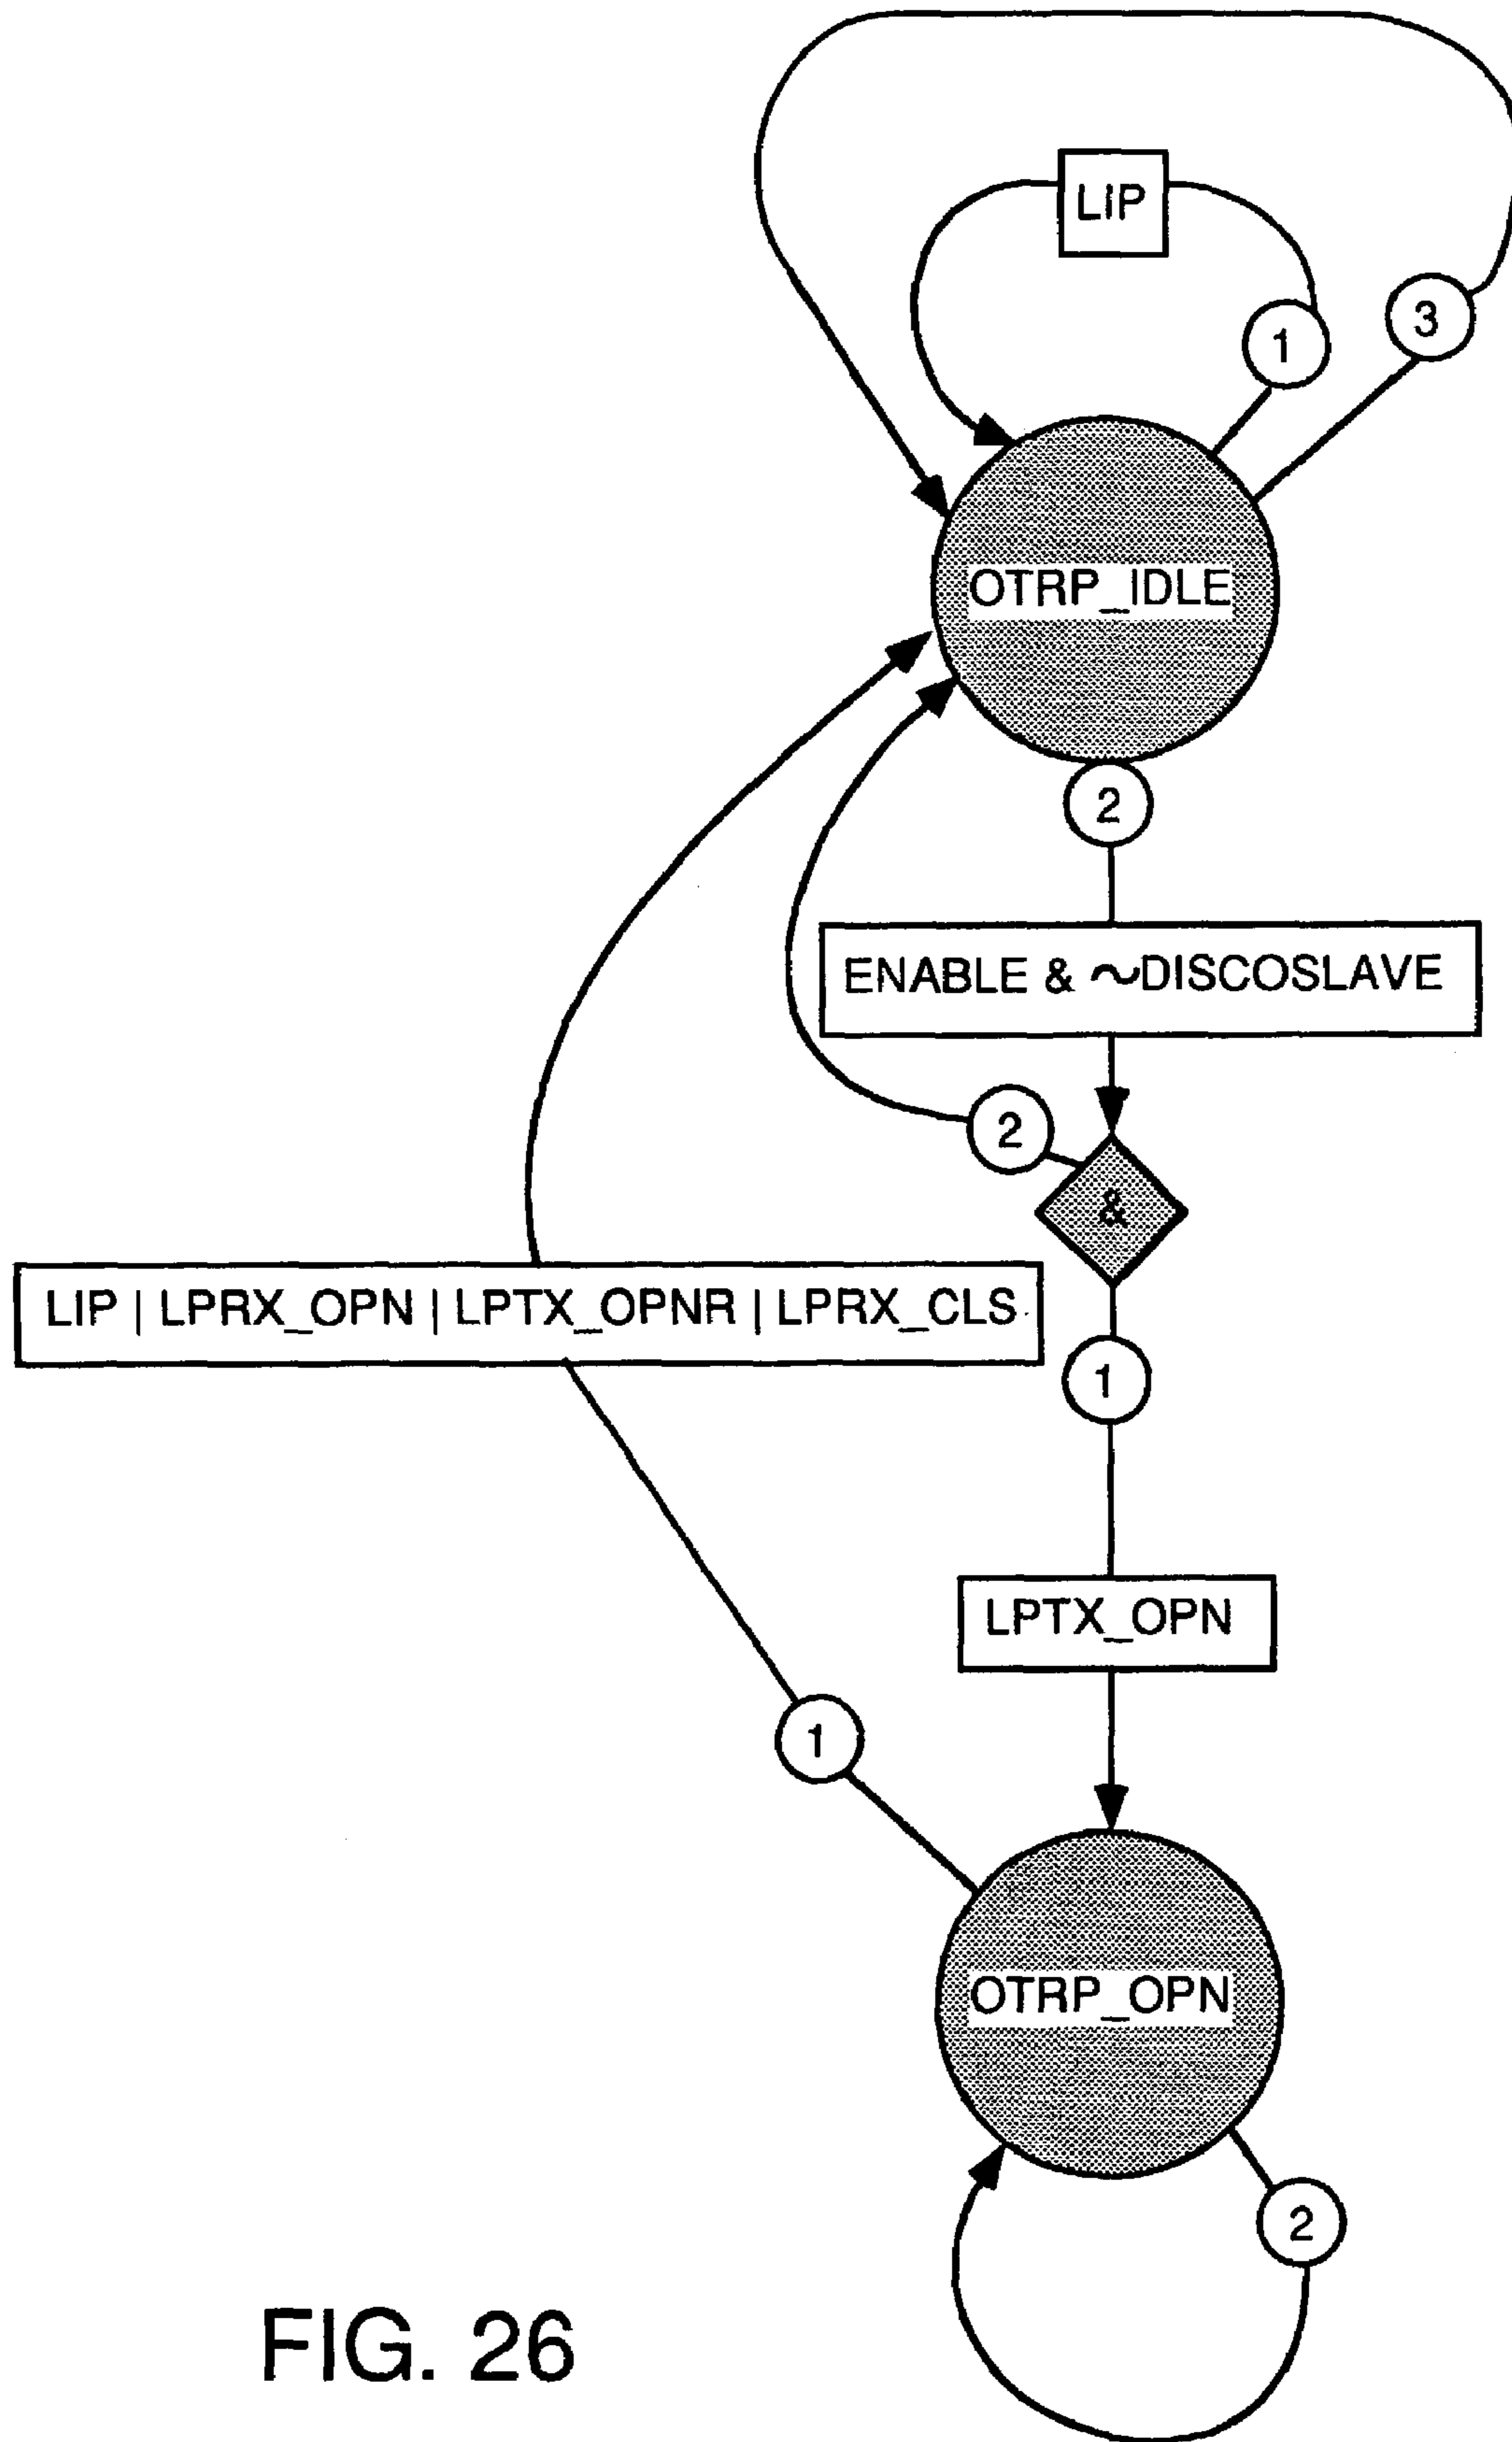 LIP
1
3
OTRP_IDLE
2
ENABLE & ~DISCOSLAVE
2
&
LIP | LPRX_OPN | LPTX_OPNR | LPRX_CLS
1
LPTX_OPN
1
OTRP_OPN
2
FIG. 26